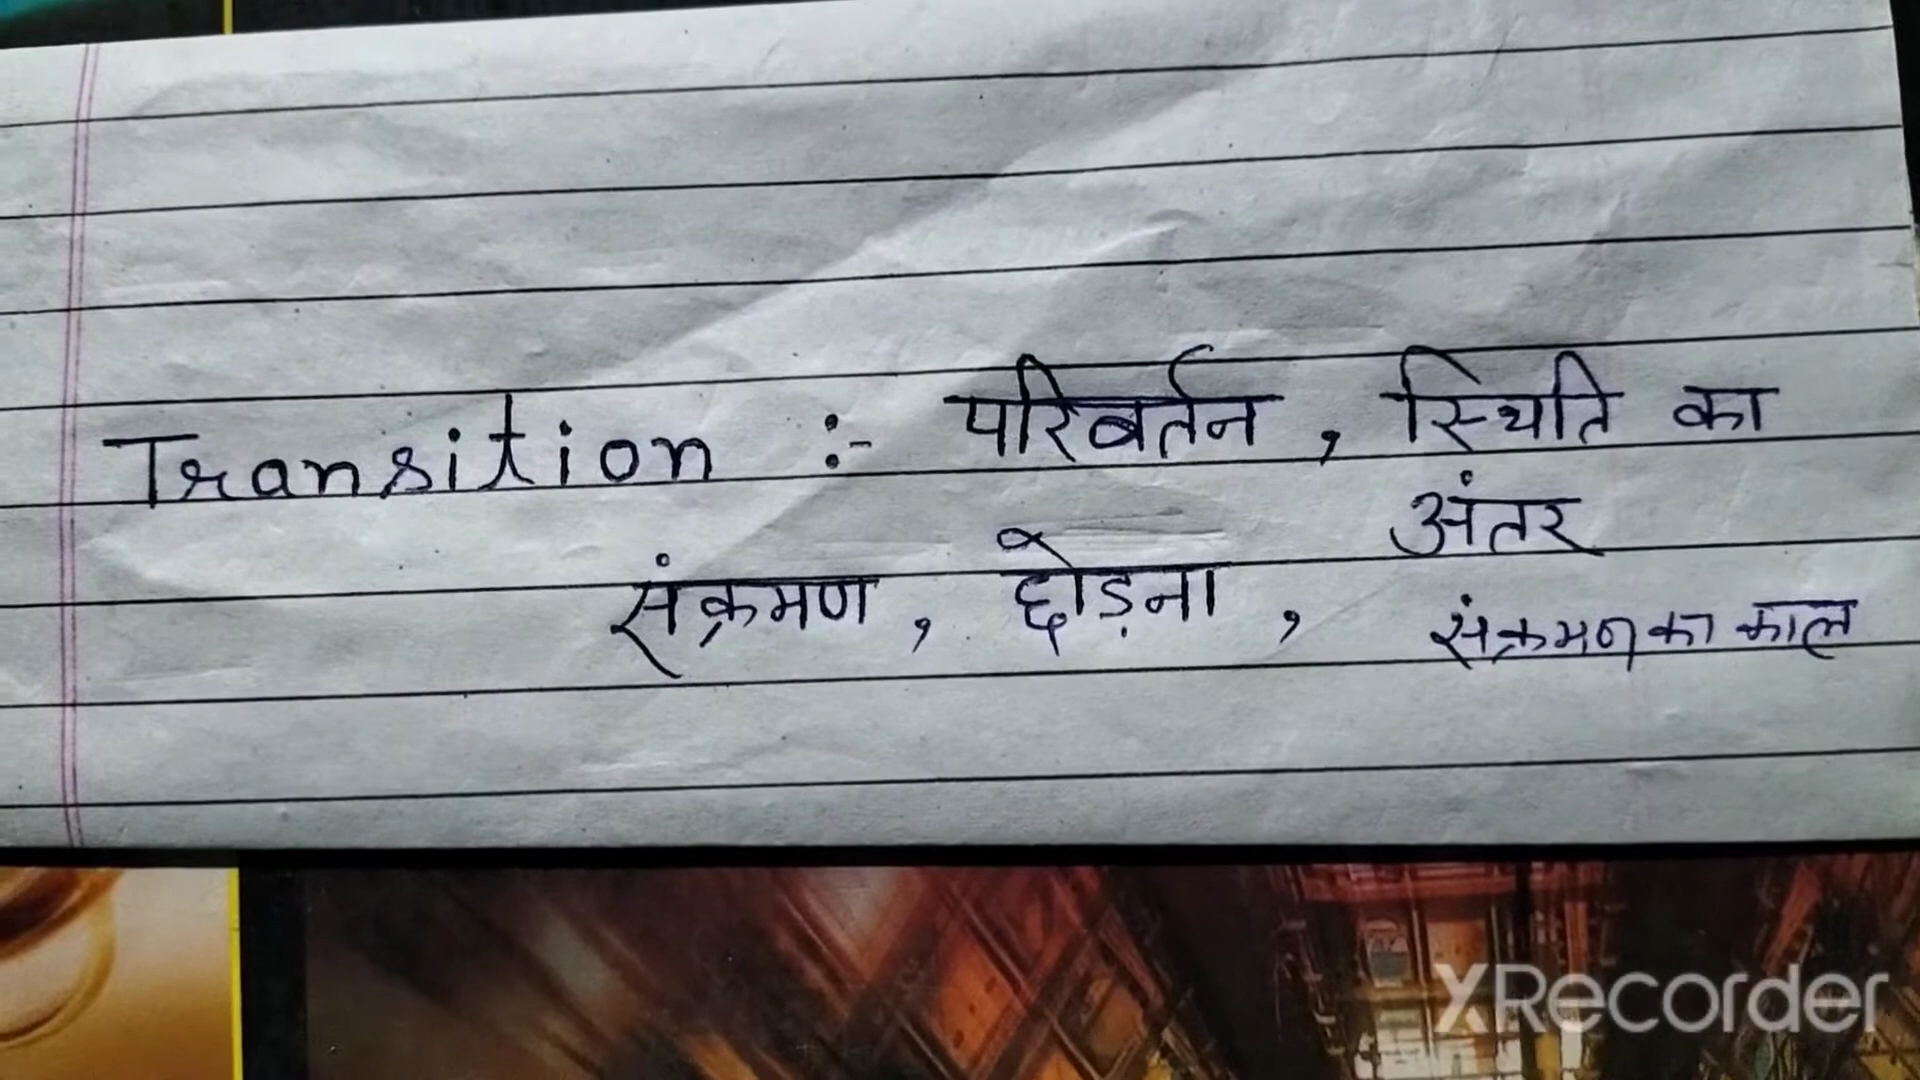 Transition :- परिबर्तन , स्थिति का
अंतर
संक्रमण , छोड़ना , संक्रमण का काल
XRecorder